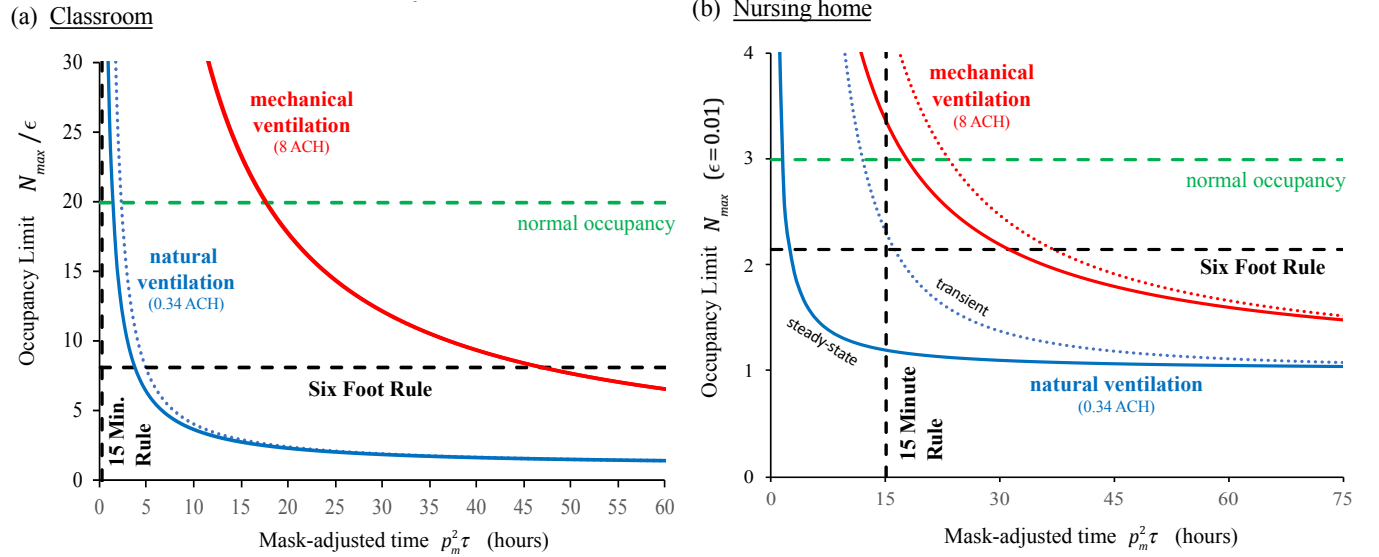 (a) Classroom
30
25
20
15
10
5
0
Occupancy Limit N_max / ϵ
mechanical
ventilation
(8 ACH)
normal occupancy
natural
ventilation
(0.34 ACH)
Six Foot Rule
15 Min.
Rule
0 5 10 15 20 25 30 35 40 45 50 55 60
Mask-adjusted time p_m^2 τ (hours)
(b) Nursing home
4
3
2
1
0
Occupancy Limit N_max (ϵ = 0.01)
mechanical
ventilation
(8 ACH)
normal occupancy
Six Foot Rule
transient
steady-state
natural ventilation
(0.34 ACH)
15 Minute
Rule
0 15 30 45 60 75
Mask-adjusted time p_m^2 τ (hours)